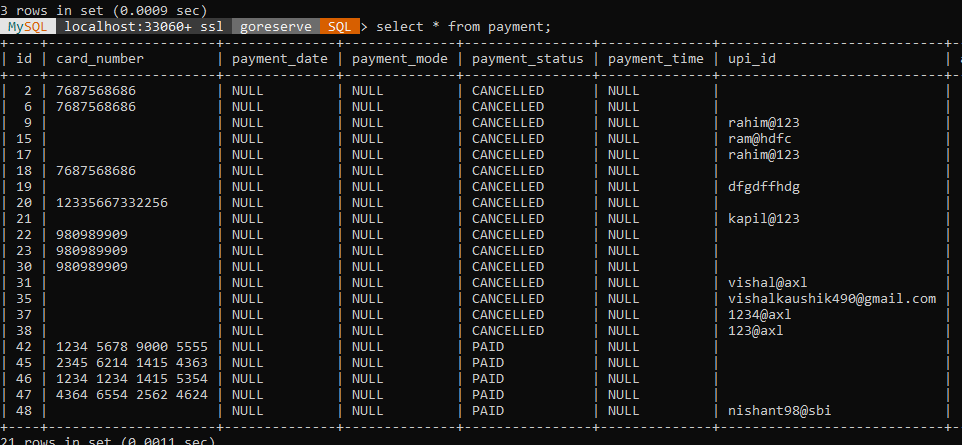 3 rows in set (0.0009 sec)
MySQL localhost:33060+ ssl goreserve SQL > select * from payment;
+----+---------------------+--------------+--------------+----------------+--------------+----------------------------+--
| id | card_number | payment_date | payment_mode | payment_status | payment_time | upi_id |
+----+---------------------+--------------+--------------+----------------+--------------+----------------------------+--
| 2 | 7687568686 | NULL | NULL | CANCELLED | NULL | |
| 6 | 7687568686 | NULL | NULL | CANCELLED | NULL | |
| 9 | | NULL | NULL | CANCELLED | NULL | rahim@123 |
| 15 | | NULL | NULL | CANCELLED | NULL | ram@hdfc |
| 17 | | NULL | NULL | CANCELLED | NULL | rahim@123 |
| 18 | 7687568686 | NULL | NULL | CANCELLED | NULL | |
| 19 | | NULL | NULL | CANCELLED | NULL | dfgdffhdg |
| 20 | 12335667332256 | NULL | NULL | CANCELLED | NULL | |
| 21 | | NULL | NULL | CANCELLED | NULL | kapil@123 |
| 22 | 980989909 | NULL | NULL | CANCELLED | NULL | |
| 23 | 980989909 | NULL | NULL | CANCELLED | NULL | |
| 30 | 980989909 | NULL | NULL | CANCELLED | NULL | |
| 31 | | NULL | NULL | CANCELLED | NULL | vishal@axl |
| 35 | | NULL | NULL | CANCELLED | NULL | vishalkaushik490@gmail.com |
| 37 | | NULL | NULL | CANCELLED | NULL | 1234@axl |
| 38 | | NULL | NULL | CANCELLED | NULL | 123@axl |
| 42 | 1234 5678 9000 5555 | NULL | NULL | PAID | NULL | |
| 45 | 2345 6214 1415 4363 | NULL | NULL | PAID | NULL | |
| 46 | 1234 1234 1415 5354 | NULL | NULL | PAID | NULL | |
| 47 | 4364 6554 2562 4624 | NULL | NULL | PAID | NULL | |
| 48 | | NULL | NULL | PAID | NULL | nishant98@sbi |
+----+---------------------+--------------+--------------+----------------+--------------+----------------------------+--
21 rows in set (0.0011 sec)